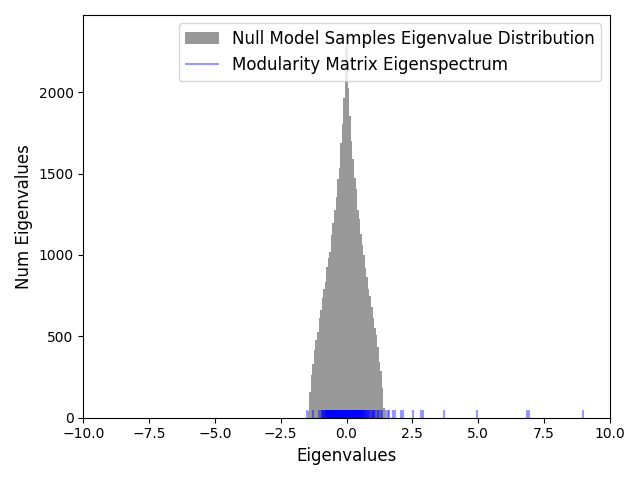 Null Model Samples Eigenvalue Distribution
Modularity Matrix Eigenspectrum
Num Eigenvalues
2000
1500
1000
500
0
−10.0 −7.5 −5.0 −2.5 0.0 2.5 5.0 7.5 10.0
Eigenvalues